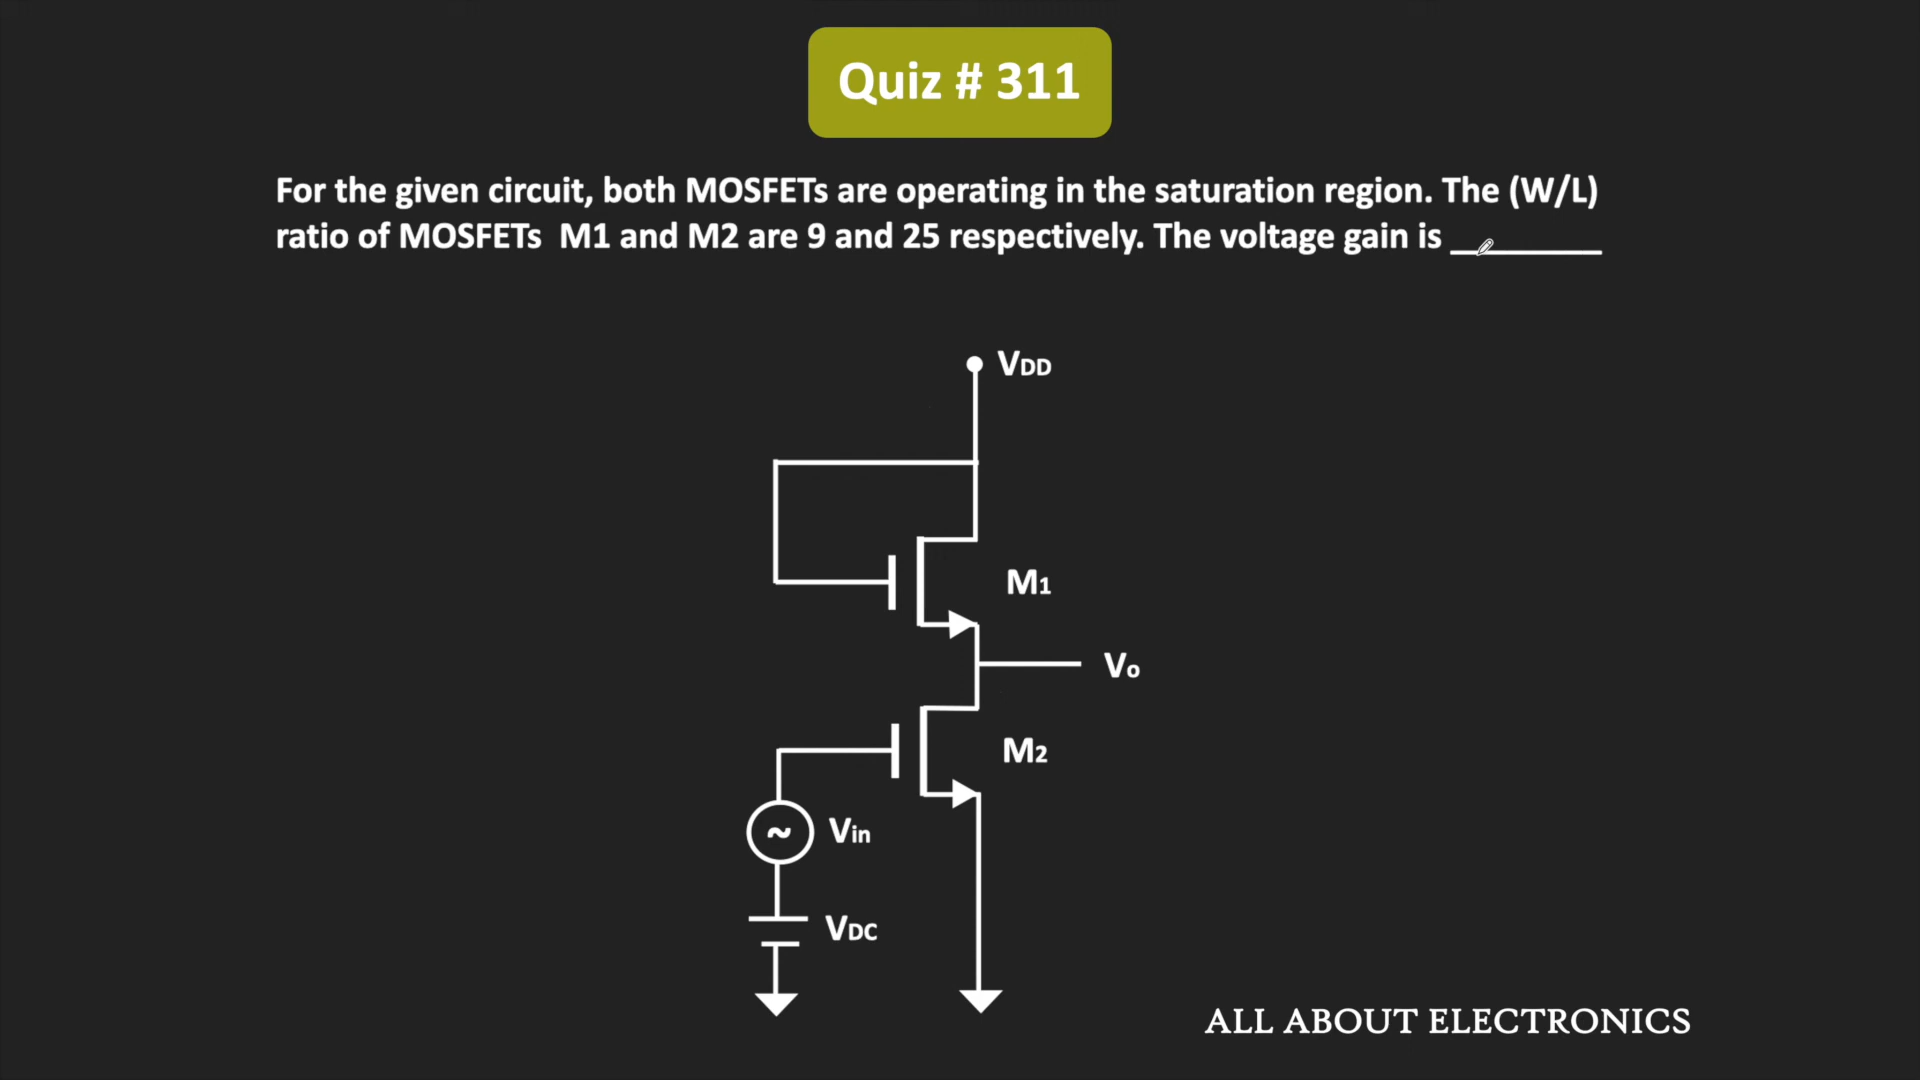 Quiz # 311
For the given circuit, both MOSFETs are operating in the saturation region. The (W/L)
ratio of MOSFETs M1 and M2 are 9 and 25 respectively. The voltage gain is __________
VDD
M1
Vo
M2
Vin
VDC
ALL ABOUT ELECTRONICS